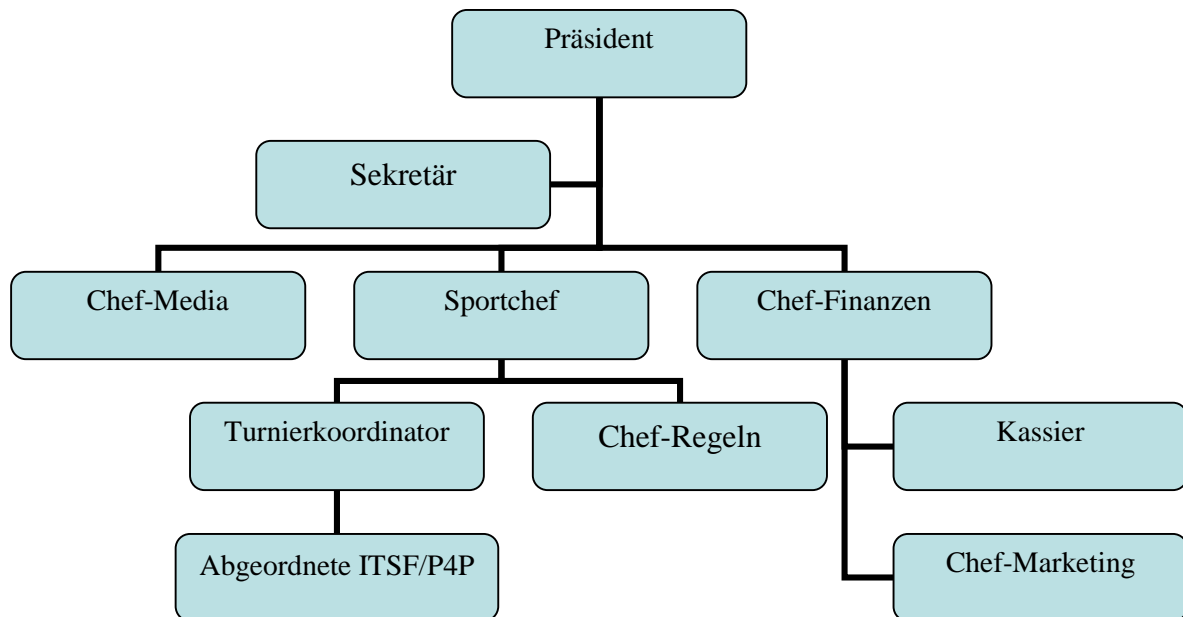 Präsident
Sekretär
Chef-Media
Sportchef
Chef-Finanzen
Turnierkoordinator
Chef-Regeln
Kassier
Abgeordnete ITSF/P4P
Chef-Marketing